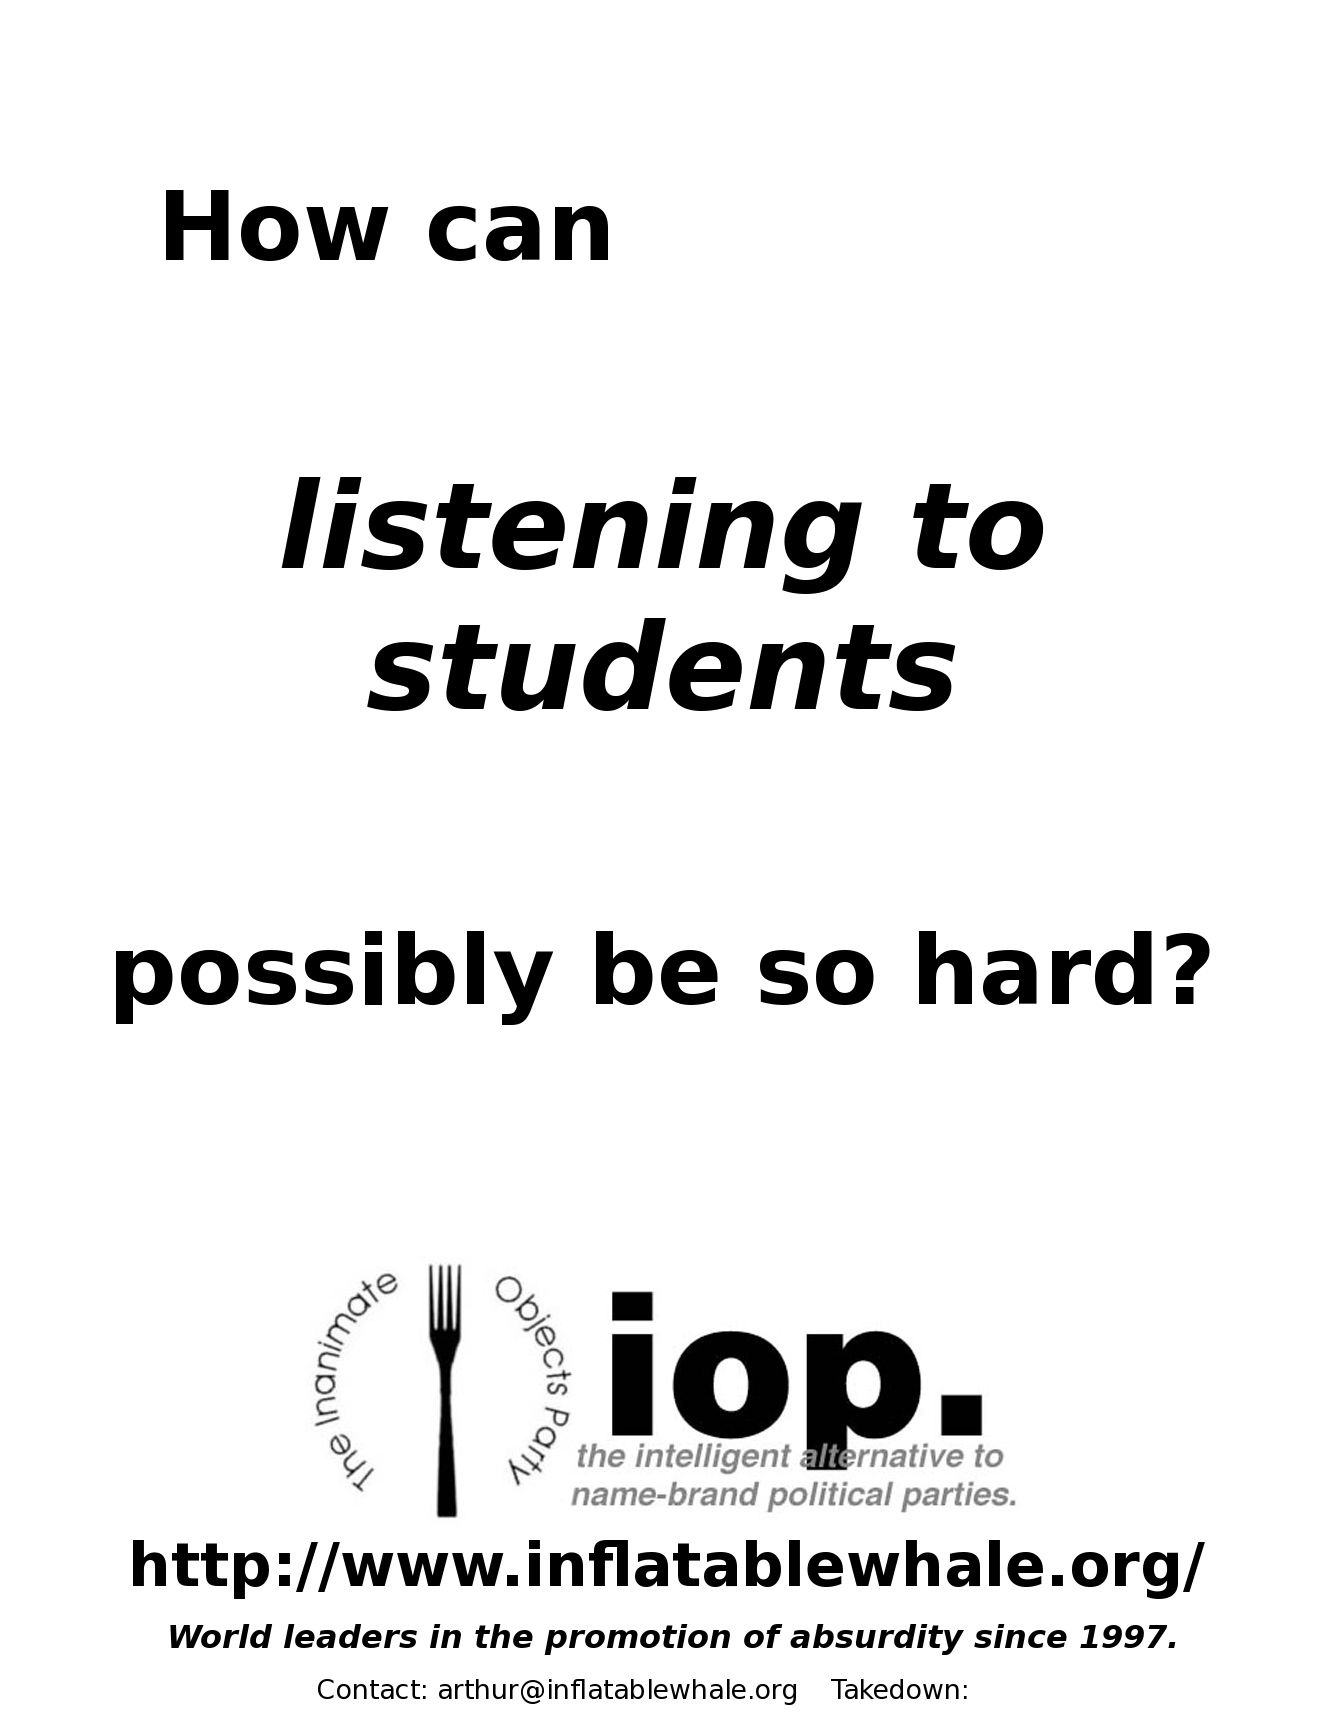 How can
listening to
students
possibly be so hard?
The Inanimate Objects Party
iop.
the intelligent alternative to
name-brand political parties.
http://www.inflatablewhale.org/
World leaders in the promotion of absurdity since 1997.
Contact: arthur@inflatablewhale.org Takedown: